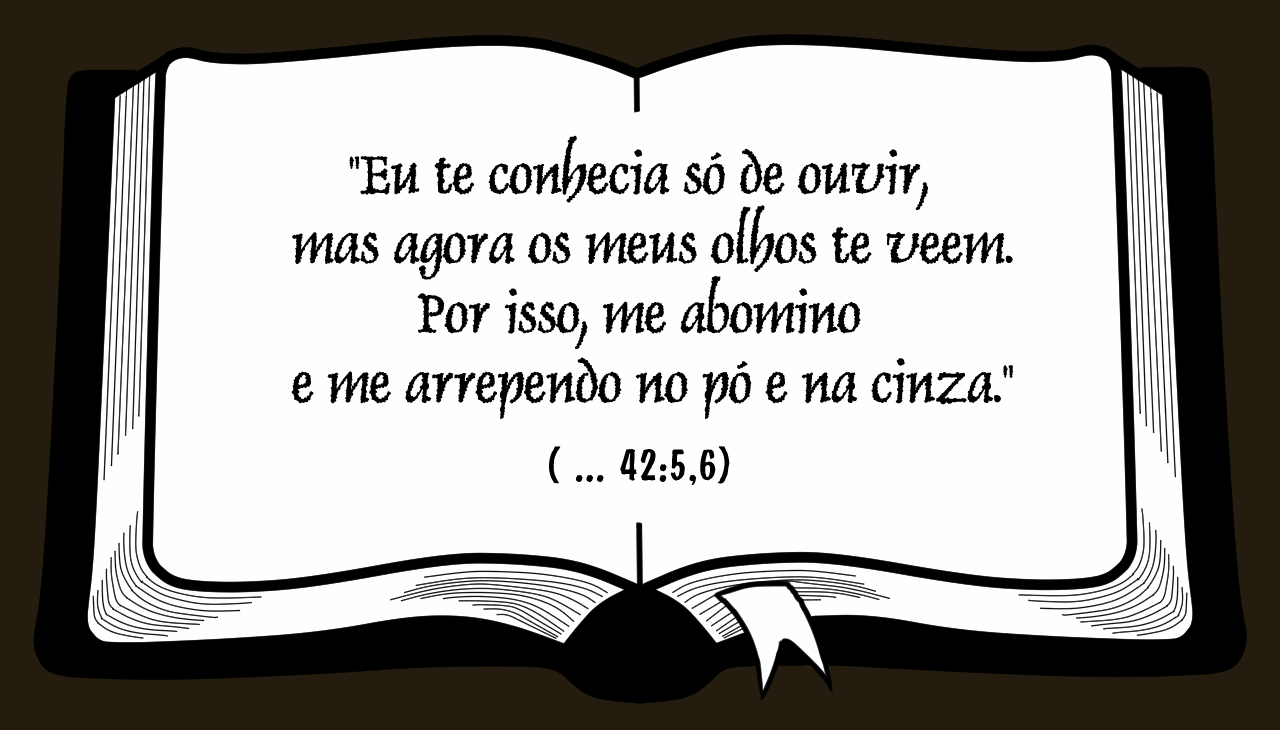 "Eu te conhecia só de ouvir,
mas agora os meus olhos te veem.
Por isso, me abomino
e me arrependo no pó e na cinza."
( ... 42:5,6)